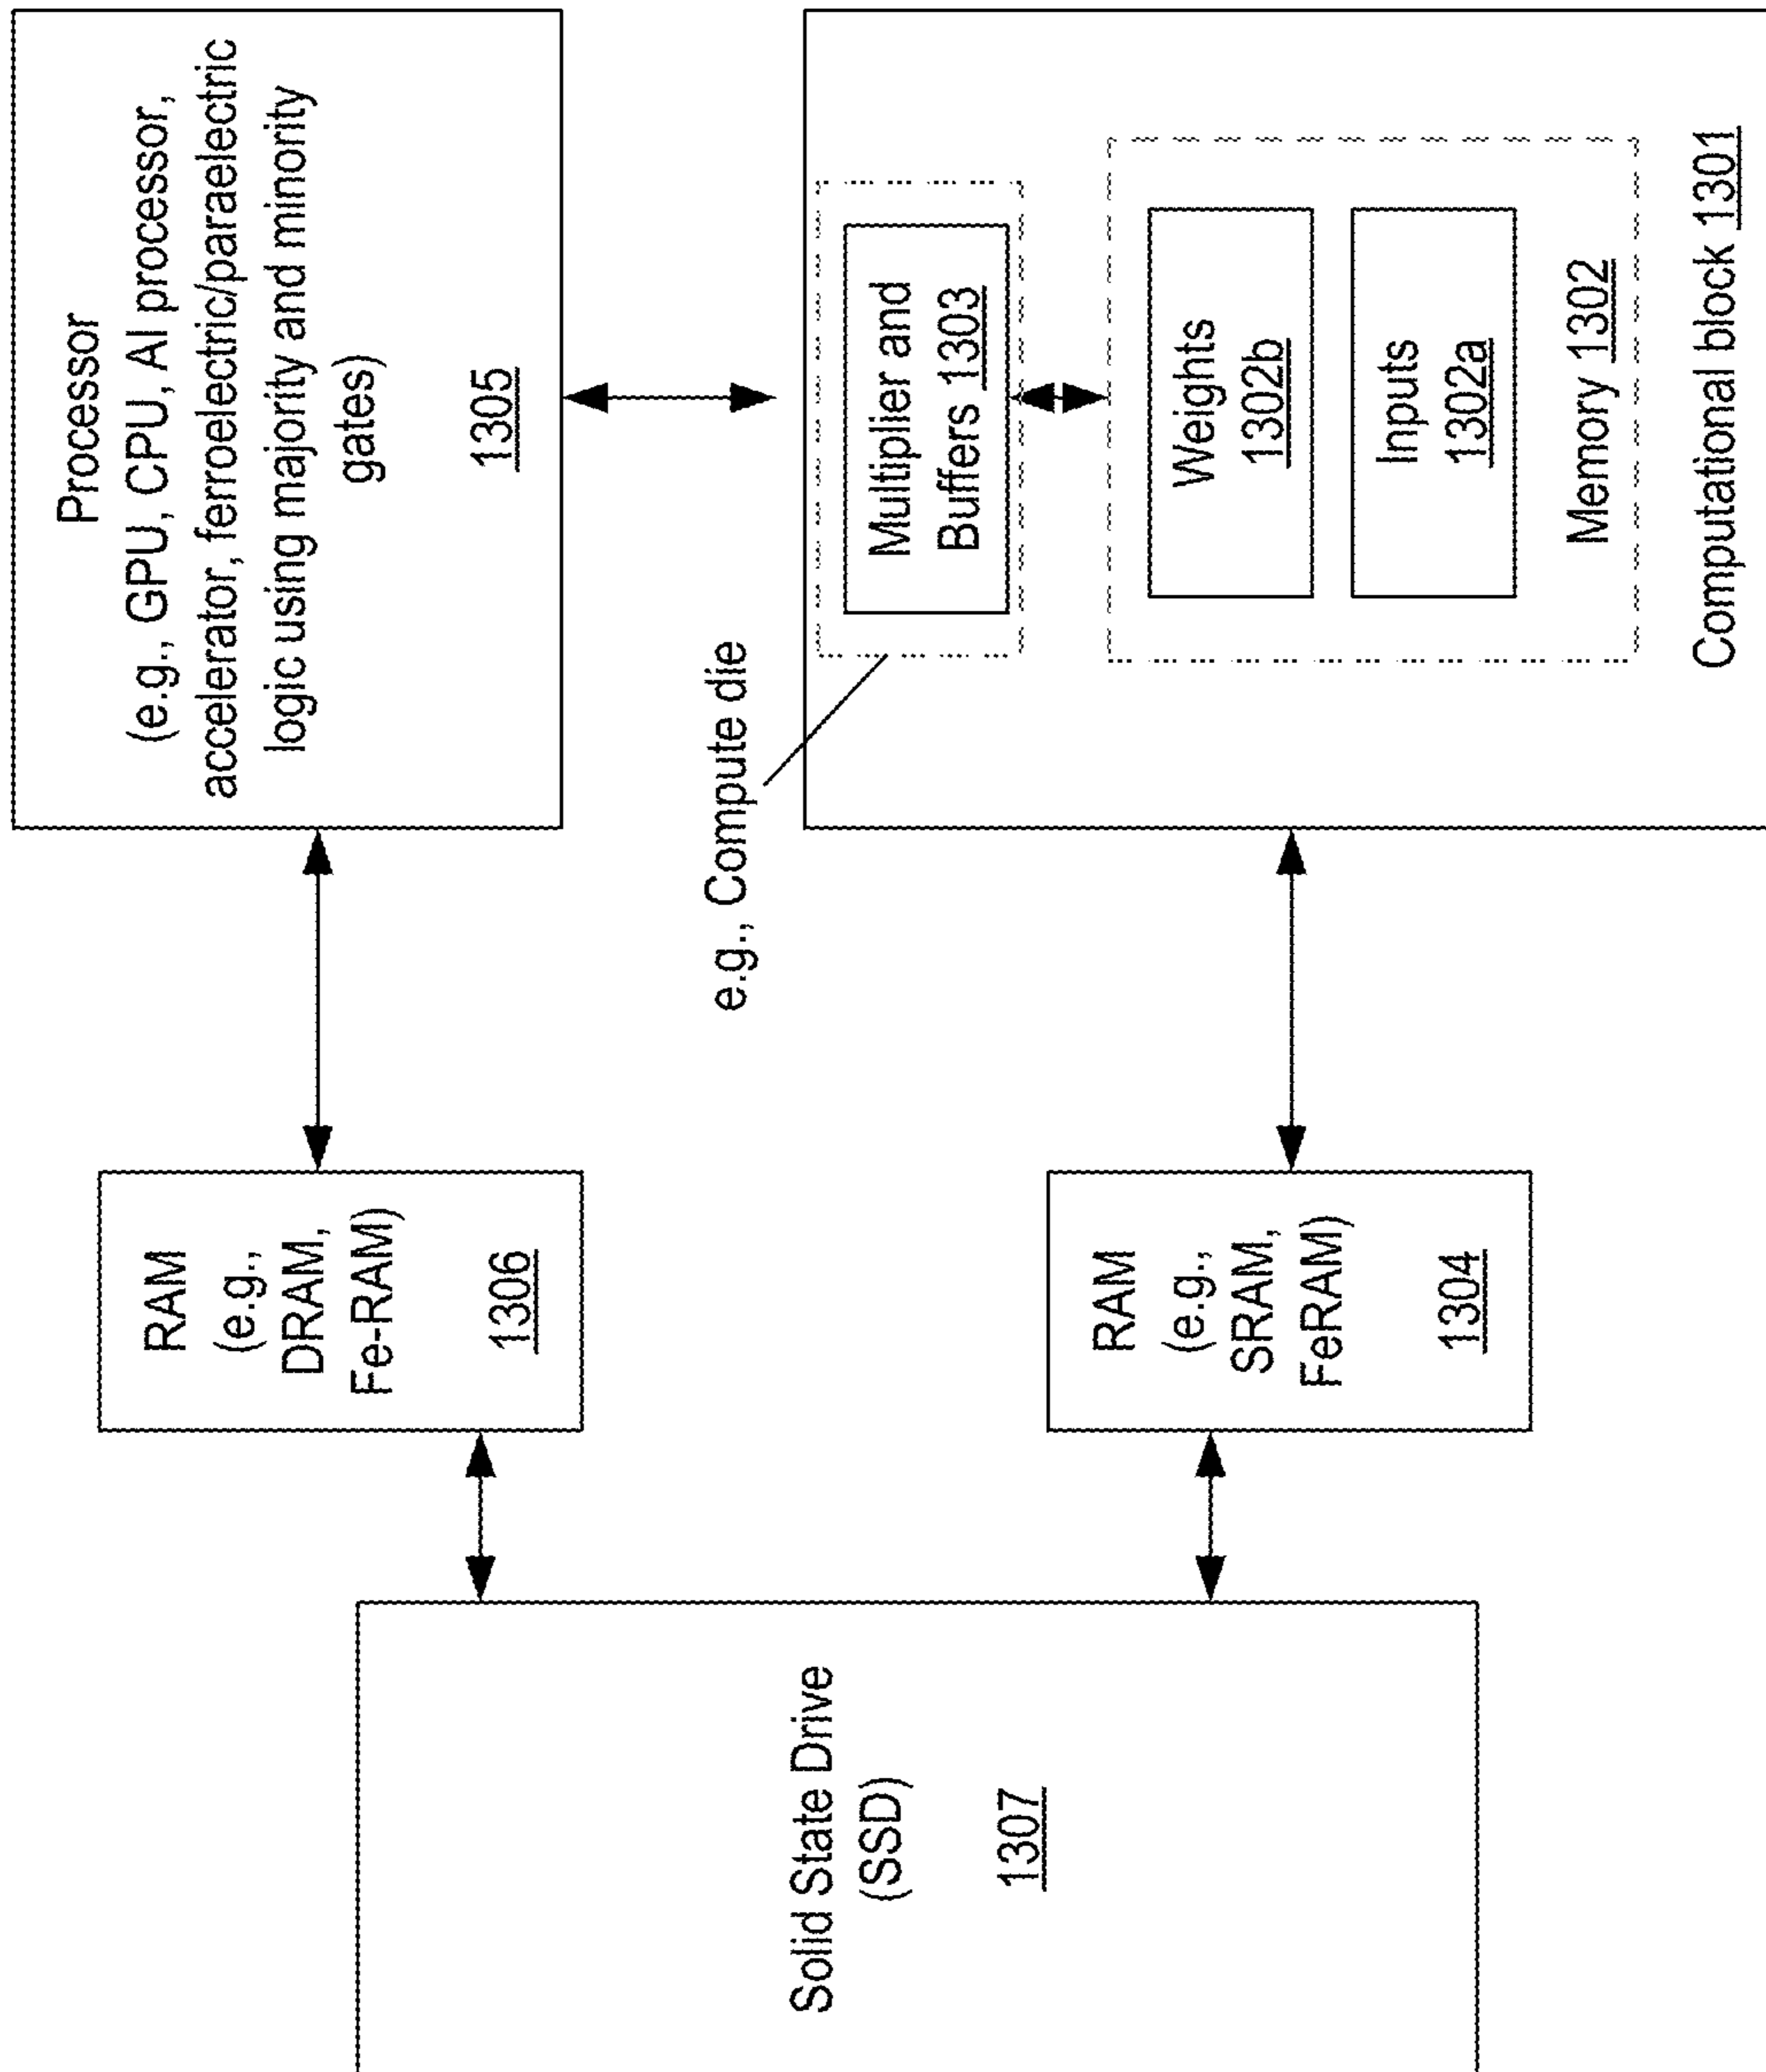 Processor
(e.g., GPU, CPU, AI processor,
accelerator, ferroelectric/paraelectric
logic using majority and minority
gates)
1305
RAM
(e.g.,
DRAM,
Fe-RAM)
1306
Solid State Drive
(SSD)
1307
e.g., Compute die
RAM
(e.g.,
SRAM,
FeRAM)
1304
Multiplier and
Buffers 1303
Weights
1302b
Inputs
1302a
Memory 1302
Computational block 1301